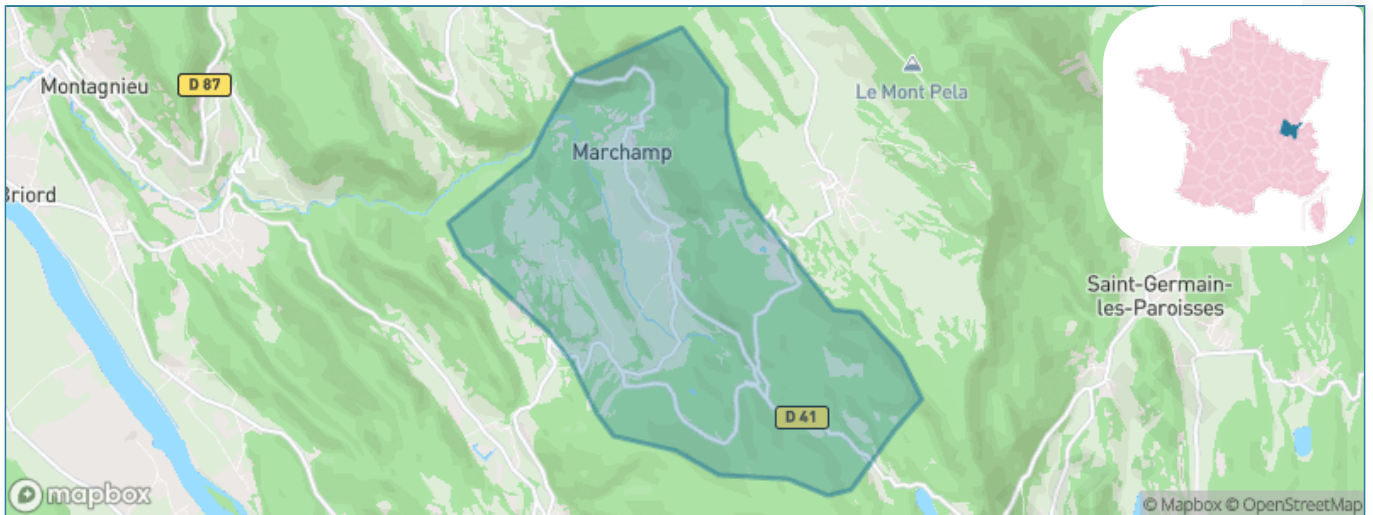 Montagnieu
D 87
Le Mont Pela
Marchamp
Briord
Saint-Germain-
les-Paroisses
D 41
mapbox
© Mapbox © OpenStreetMap